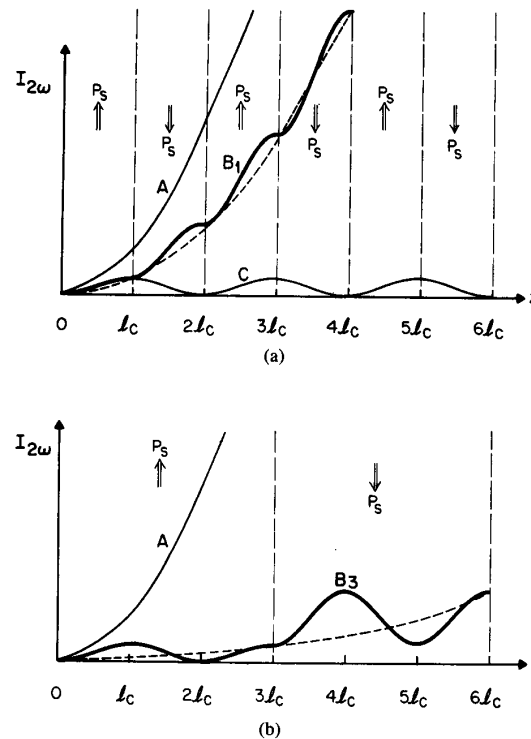 I2ω
Ps Ps Ps
Ps Ps Ps
A B1
C
0 lc 2lc 3lc 4lc 5lc 6lc
(a)
I2ω
Ps
Ps
A
B3
0 lc 2lc 3lc 4lc 5lc 6lc
(b)